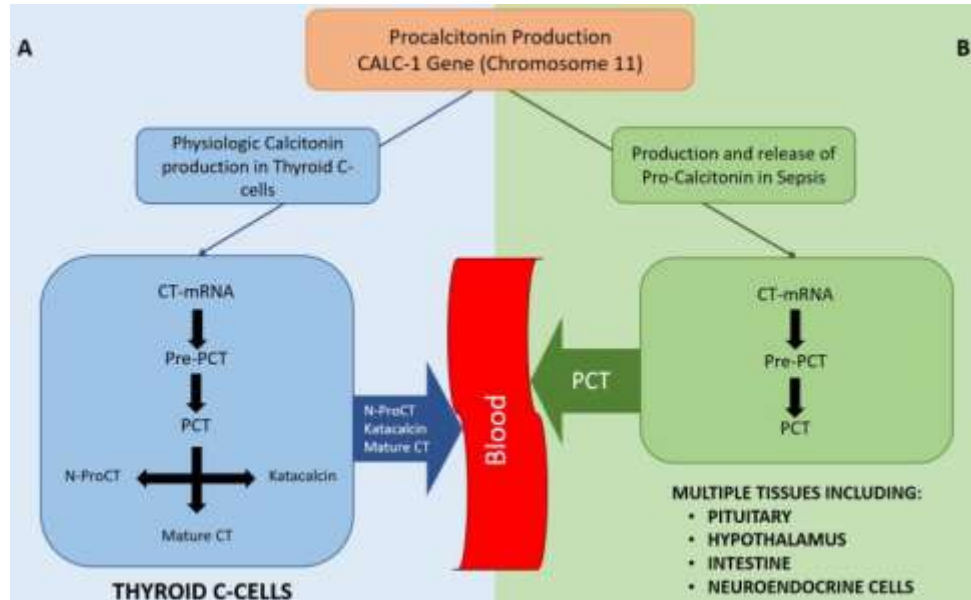 A
B
Procalcitonin Production
CALC-1 Gene (Chromosome 11)
Physiologic Calcitonin
production in Thyroid C-
cells
Production and release of
Pro-Calcitonin in Sepsis
CT-mRNA
Pre-PCT
PCT
N-ProCT
Katacalcin
Mature CT
THYROID C-CELLS
N-ProCT
Katacalcin
Mature CT
Blood
PCT
CT-mRNA
Pre-PCT
PCT
MULTIPLE TISSUES INCLUDING:
• PITUITARY
• HYPOTHALAMUS
• INTESTINE
• NEUROENDOCRINE CELLS